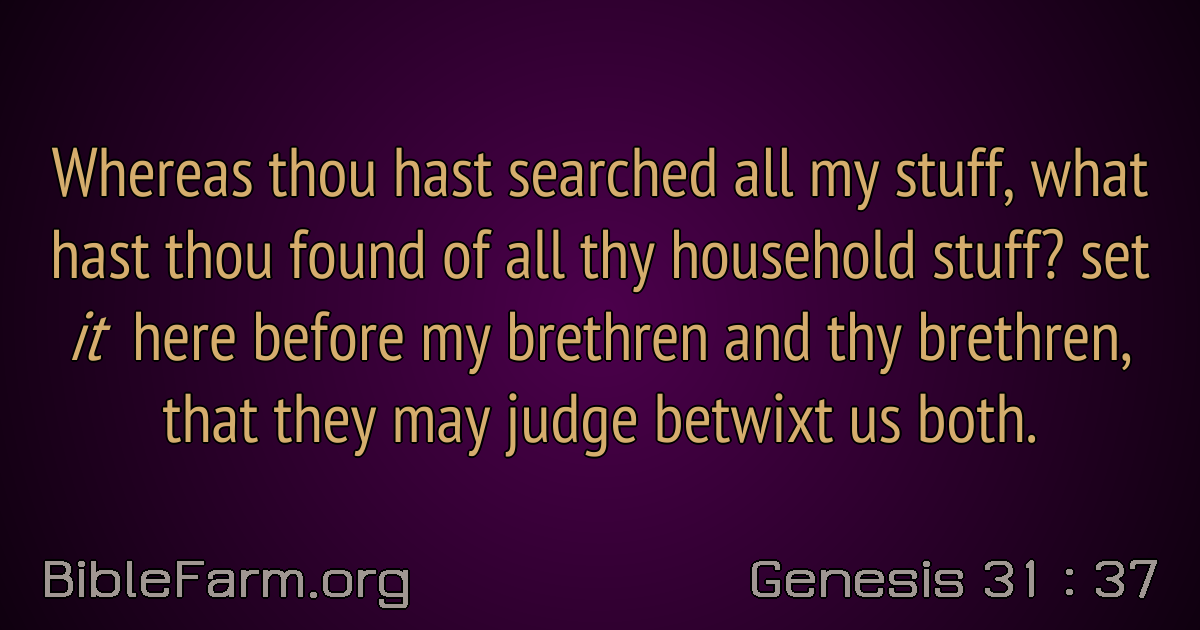 Whereas thou hast searched all my stuff, what
hast thou found of all thy household stuff? set
it here before my brethren and thy brethren,
that they may judge betwixt us both.
BibleFarm.org
Genesis 31 : 37